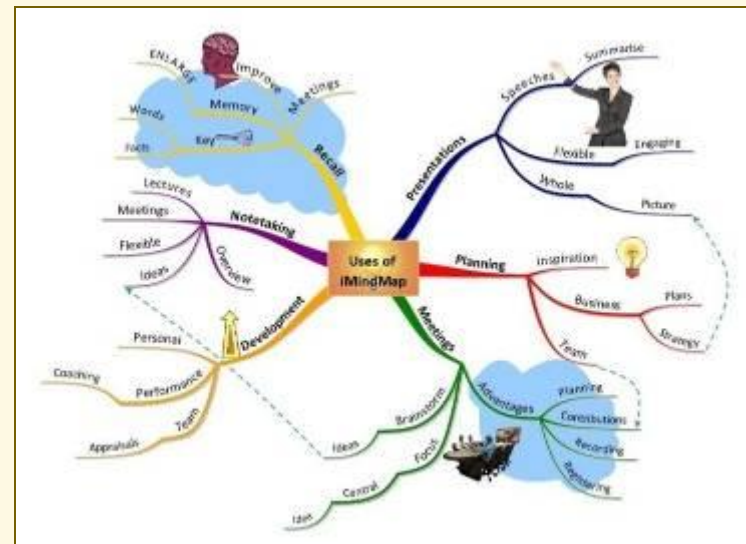 Uses of
iMindMap
Presentations
Speeches
Summarise
Flexible
Engaging
Whole
Picture
Planning
Inspiration
Business
Plans
Strategy
Team
Meetings
Advantages
Planning
Contributions
Recording
Registering
Brainstorm
Ideas
Focus
Central
Idea
Development
Personal
Performance
Coaching
Team
Appraisals
Notetaking
Lectures
Meetings
Flexible
Ideas
Overview
Recall
Memory
ENLARGE
Improve
Meetings
Key
Words
Facts